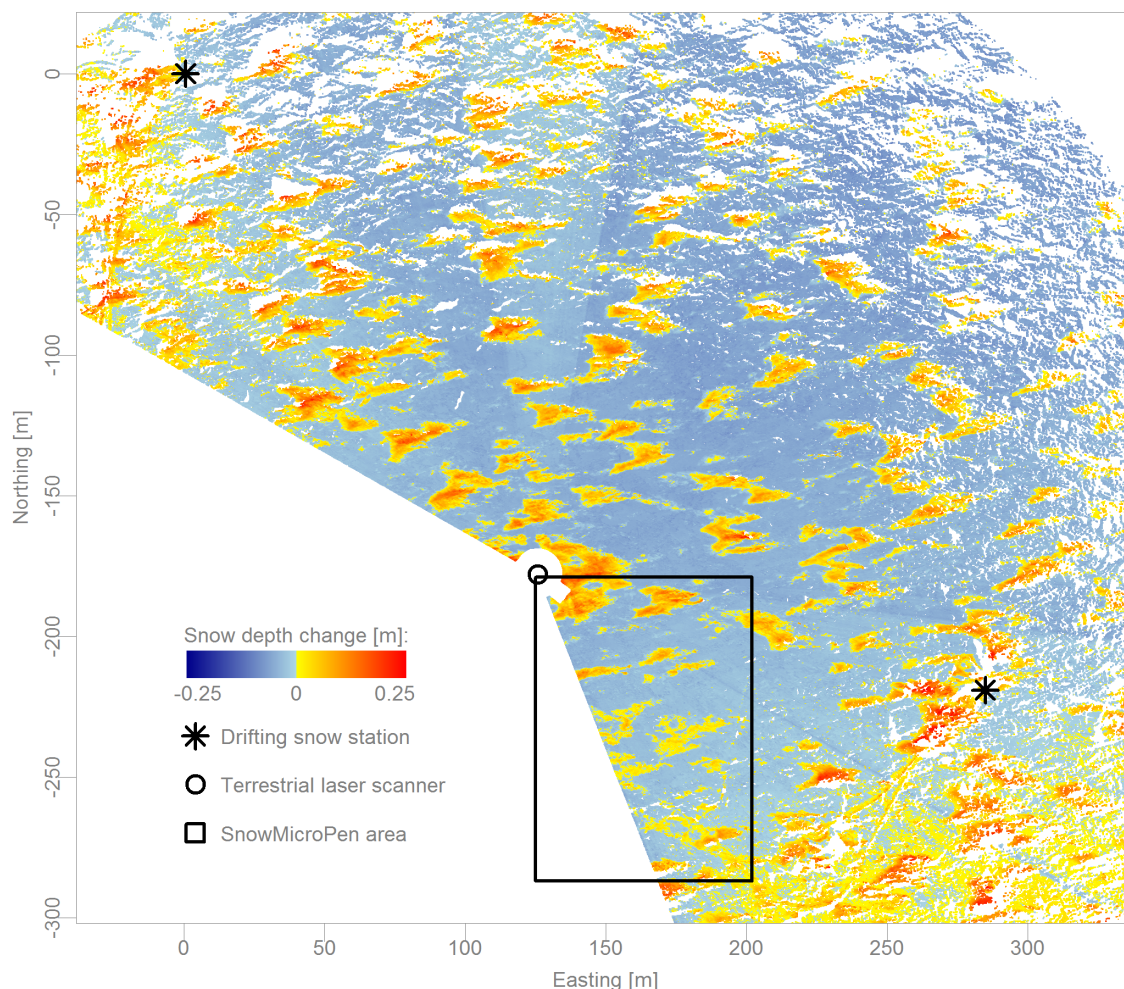 0
-50
-100
-150
-200
-250
-300
Northing [m]
Snow depth change [m]:
-0.25 0 0.25
Drifting snow station
Terrestrial laser scanner
SnowMicroPen area
0 50 100 150 200 250 300
Easting [m]